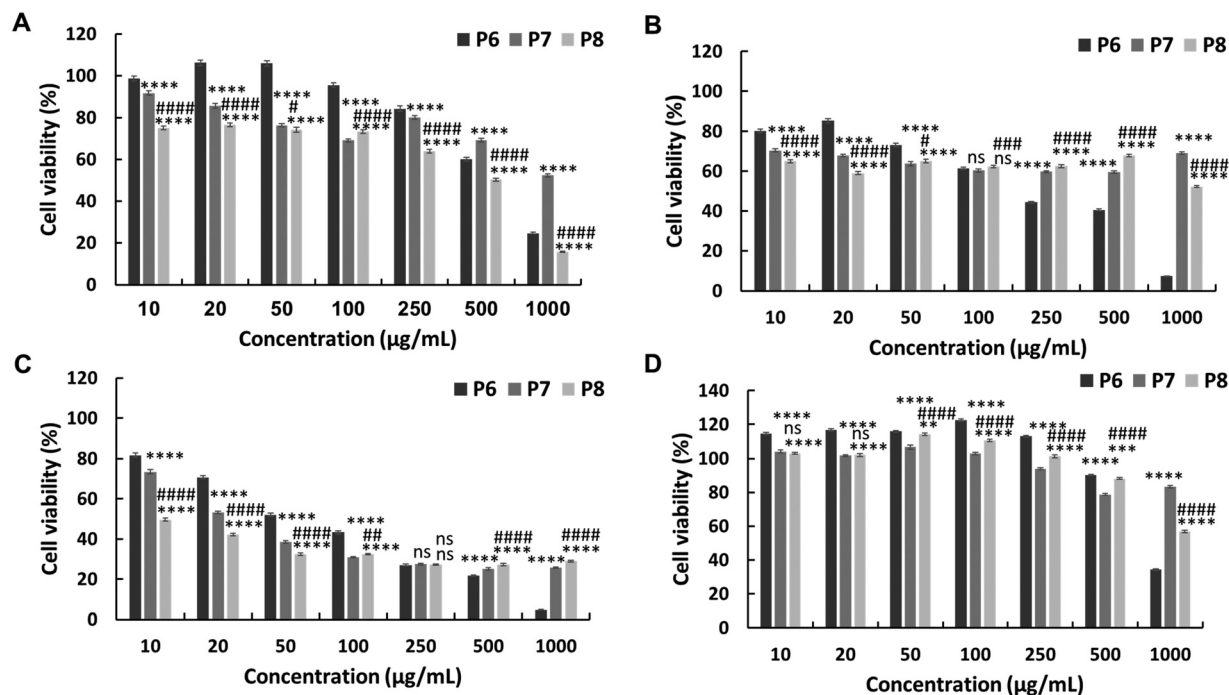 A
P6 P7 P8
Cell viability (%)
120
100
80
60
40
20
0
**** **** **** **** **** **** ****
#### #### # #### #### #### ####
**** **** **** **** **** **** ****
10 20 50 100 250 500 1000
Concentration (µg/mL)
B
P6 P7 P8
Cell viability (%)
120
100
80
60
40
20
0
**** **** **** ns ### **** #### **** #### **** ####
#### #### # ns **** **** ****
**** **** ****
10 20 50 100 250 500 1000
Concentration (µg/mL)
C
P6 P7 P8
Cell viability (%)
120
100
80
60
40
20
0
**** **** **** **** ns ns **** #### **** ####
#### #### #### ## ns **** ****
**** **** **** ****
10 20 50 100 250 500 1000
Concentration (µg/mL)
D
P6 P7 P8
Cell viability (%)
140
120
100
80
60
40
20
0
**** **** **** **** **** **** ****
ns ns #### #### #### #### ####
**** **** ** **** **** *** ****
10 20 50 100 250 500 1000
Concentration (µg/mL)